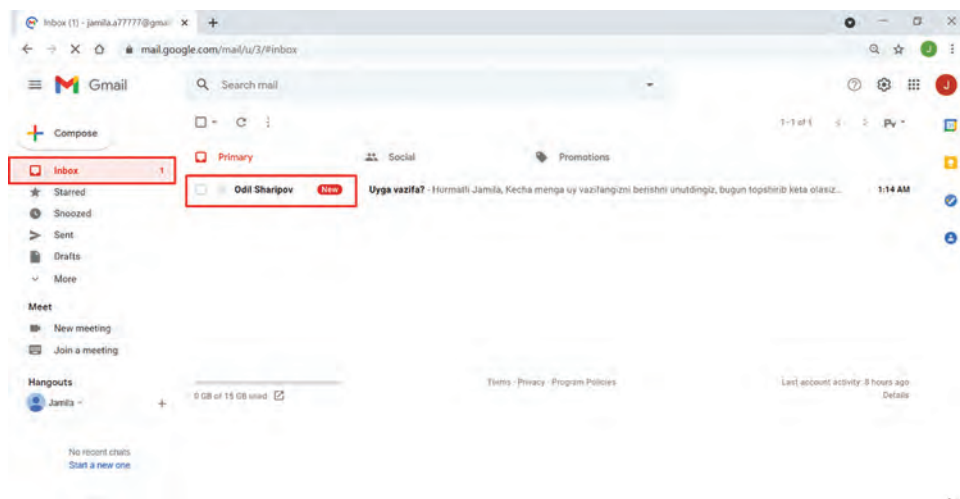 Inbox (1) - jamila.a77777@gmai
mail.google.com/mail/u/3/#inbox
J
Gmail
Search mail
J
Compose
1-1 of 1
Primary
Social
Promotions
Inbox 1
Odil Sharipov New Uyga vazifa? - Hurmatli Jamila, Kecha menga uy vazifangizni berishni unutdingiz, bugun topshirib keta olasiz... 1:14 AM
Starred
Snoozed
Sent
Drafts
More
Meet
New meeting
Join a meeting
Hangouts
Jamila
0 GB of 15 GB used
Terms · Privacy · Program Policies
Last account activity: 8 hours ago
Details
No recent chats
Start a new one